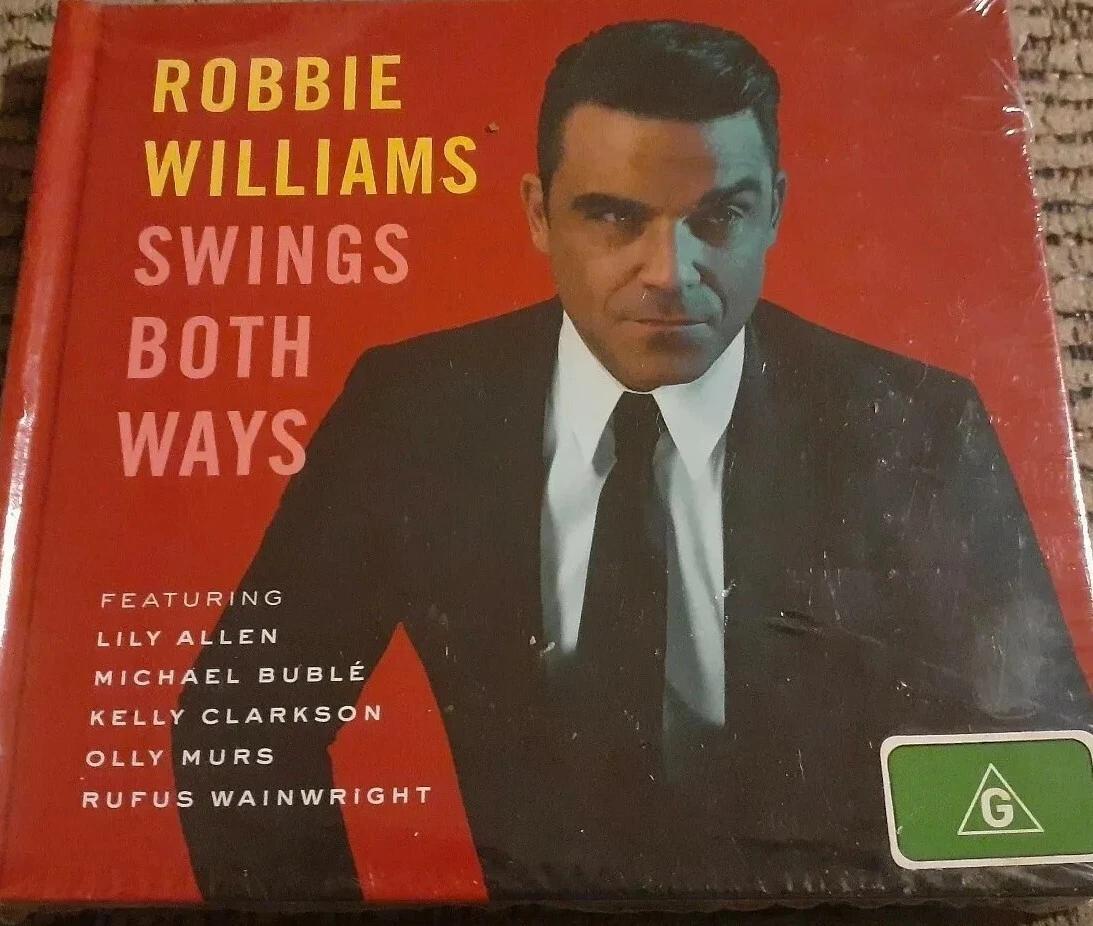 ROBBIE
WILLIAMS
SWINGS
BOTH
WAYS
FEATURING
LILY ALLEN
MICHAEL BUBLÉ
KELLY CLARKSON
OLLY MURS
RUFUS WAINWRIGHT
G